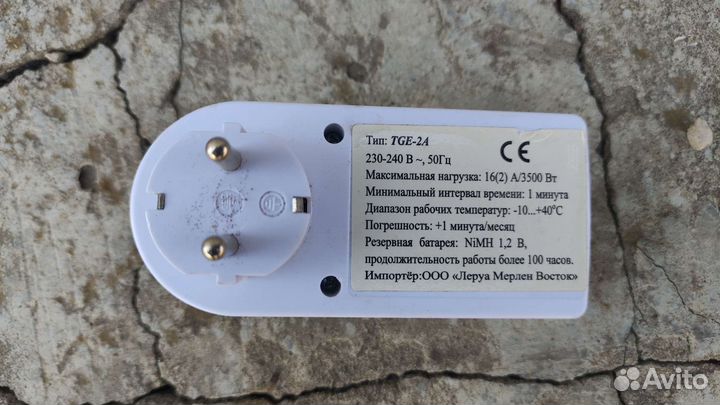 Тип: TGE-2A
CE
230-240 В ~, 50Гц
Максимальная нагрузка: 16(2) А/3500 Вт
Минимальный интервал времени: 1 минута
Диапазон рабочих температур: -10...+40°С
Погрешность: +1 минута/месяц
Резервная батарея: NiMH 1,2 В,
продолжительность работы более 100 часов.
Импортёр:ООО «Леруа Мерлен Восток»
Avito